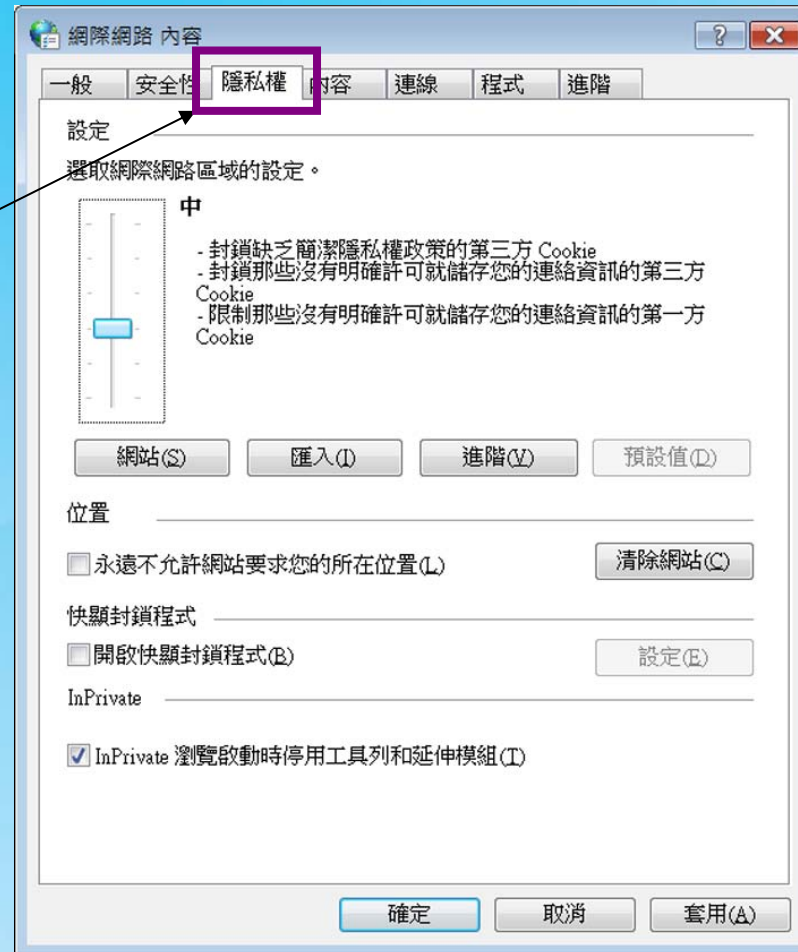 網際網路 內容
一般 安全性 隱私權 內容 連線 程式 進階
設定
選取網際網路區域的設定。
中
- 封鎖缺乏簡潔隱私權政策的第三方 Cookie
- 封鎖那些沒有明確許可就儲存您的連絡資訊的第三方
Cookie
- 限制那些沒有明確許可就儲存您的連絡資訊的第一方
Cookie
網站(S) 匯入(I) 進階(V) 預設值(D)
位置
永遠不允許網站要求您的所在位置(L) 清除網站(C)
快顯封鎖程式
開啟快顯封鎖程式(B) 設定(E)
InPrivate
InPrivate 瀏覽啟動時停用工具列和延伸模組(T)
確定 取消 套用(A)